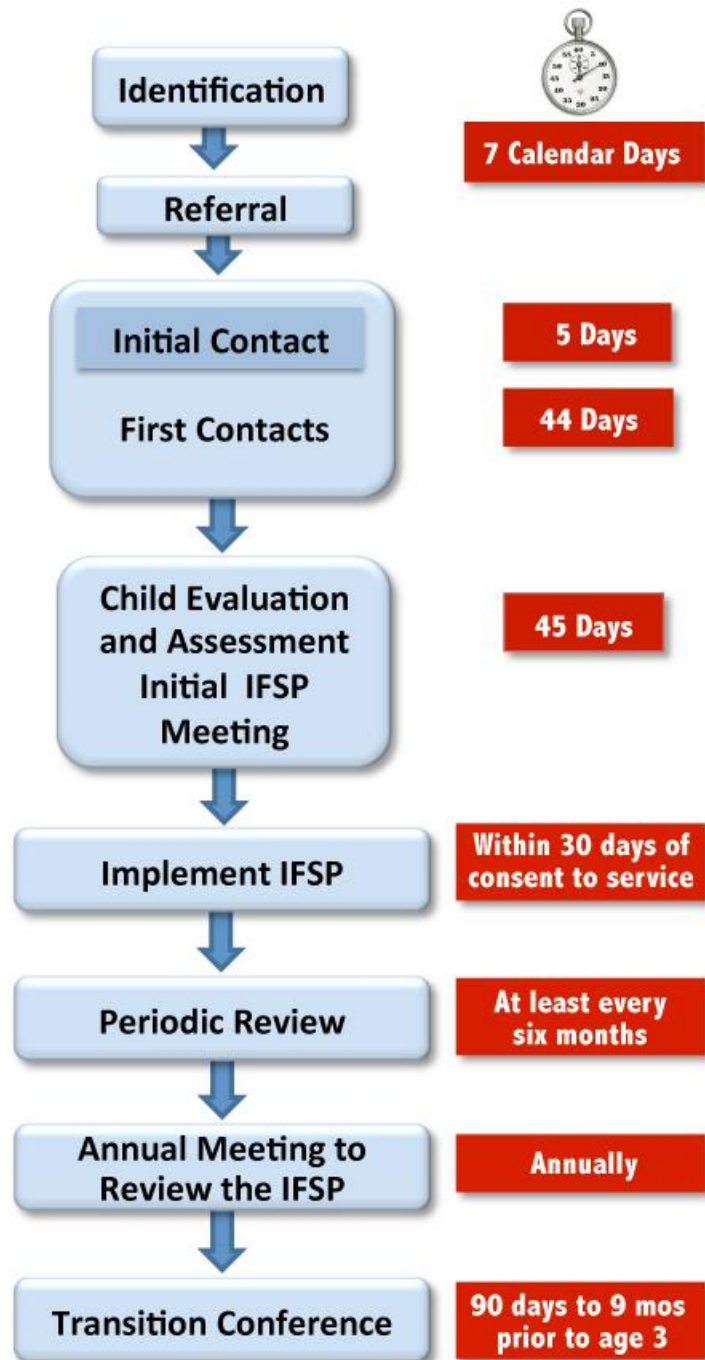 Identification
7 Calendar Days
Referral
Initial Contact
5 Days
First Contacts
44 Days
Child Evaluation
and Assessment
Initial IFSP
Meeting
45 Days
Implement IFSP
Within 30 days of
consent to service
Periodic Review
At least every
six months
Annual Meeting to
Review the IFSP
Annually
Transition Conference
90 days to 9 mos
prior to age 3